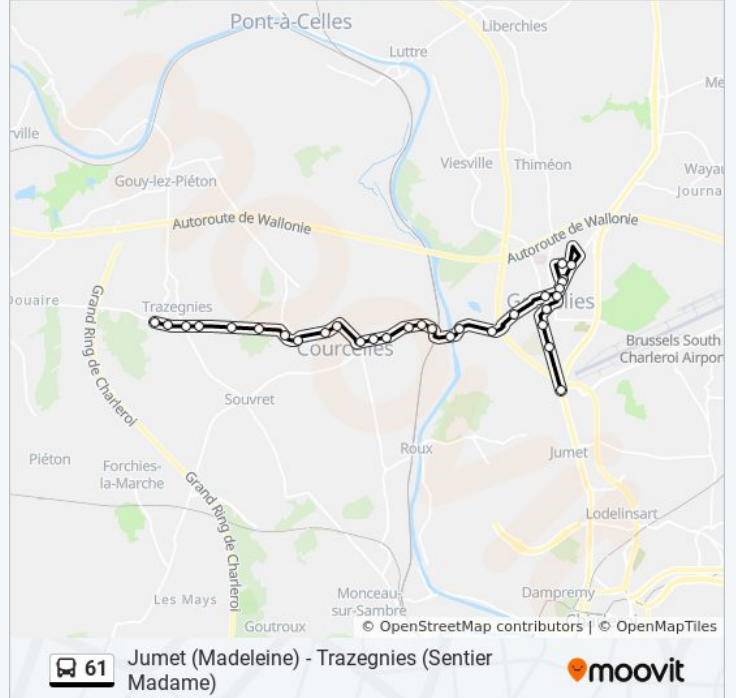 Pont-à-Celles
Liberchies
Luttre
Me
ville
Viesville
Thiméon
Wayau
Journa
Gouy-lez-Piéton
Autoroute de Wallonie
Autoroute de Wallonie
Douaire
Trazegnies
Grand Ring de Charleroi
Brussels South
Charleroi Airpor
Courcelles
Souvret
Roux
Jumet
Piéton
Forchies-
la-Marche
Grand Ring de Charleroi
Lodelinsart
Les Mays
Monceau-
sur-Sambre
Dampremy
Goutroux
© OpenStreetMap contributors | © OpenMapTiles
61
Jumet (Madeleine) - Trazegnies (Sentier
Madame)
moovit